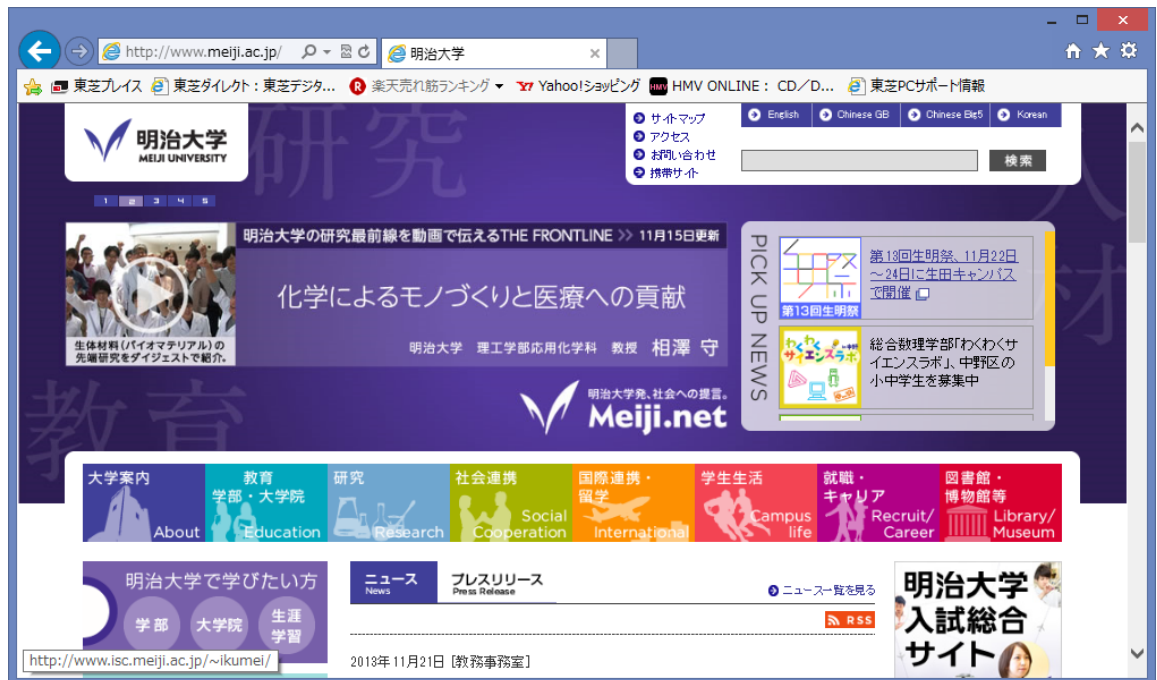 http://www.meiji.ac.jp/
明治大学
東芝プレイス 東芝ダイレクト：東芝デジタ... 楽天売れ筋ランキング Yahoo!ショッピング HMV ONLINE： CD／D... 東芝PCサポート情報
明治大学
MEIJI UNIVERSITY
研究
サイトマップ
アクセス
お問い合わせ
携帯サイト
English Chinese GB Chinese Big5 Korean
検索
人材
教育
1 2 3 4 5
明治大学の研究最前線を動画で伝えるTHE FRONTLINE >> 11月15日更新
化学によるモノづくりと医療への貢献
明治大学 理工学部応用化学科 教授 相澤 守
生体材料(バイオマテリアル)の
先端研究をダイジェストで紹介。
明治大学発、社会への提言。
Meiji.net
PICK UP NEWS
第13回生明祭
第13回生明祭、11月22日
～24日に生田キャンパス
で開催
わくわく
サイエンスラボ
総合数理学部「わくわくサ
イエンスラボ」、中野区の
小中学生を募集中
大学案内
About
教育
学部・大学院
Education
研究
Research
社会連携
Social
Cooperation
国際連携・
留学
International
学生生活
Campus
life
就職・
キャリア
Recruit/
Career
図書館・
博物館等
Library/
Museum
明治大学で学びたい方
学部
大学院
生涯
学習
ニュース
News
プレスリリース
Press Release
ニュース一覧を見る
RSS
2013年11月21日 [教務事務室]
明治大学
入試総合
サイト
http://www.isc.meiji.ac.jp/~ikumei/